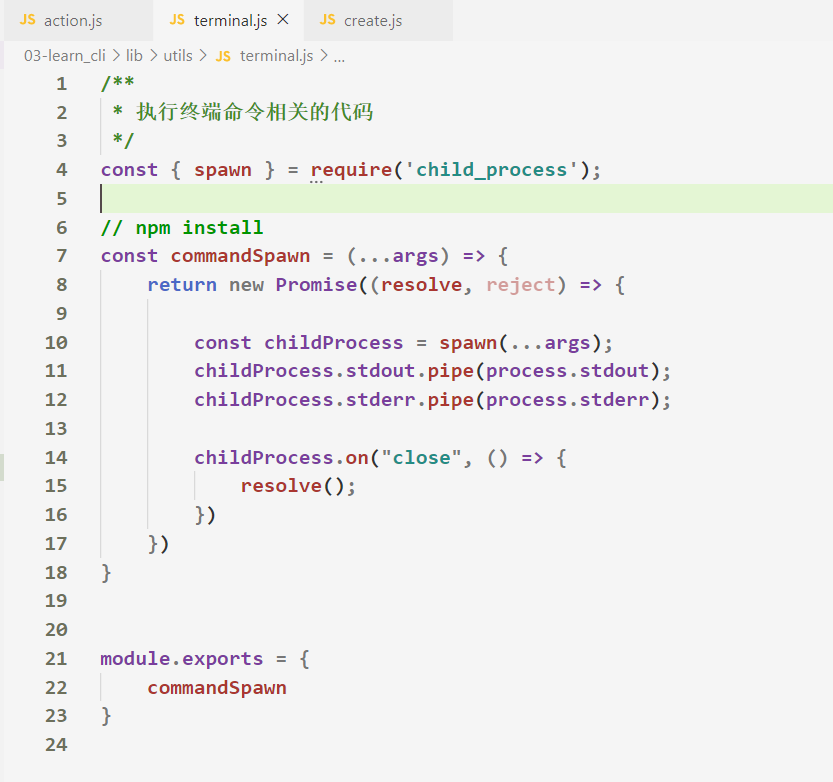 JS action.js JS terminal.js × JS create.js
03-learn_cli > lib > utils > JS terminal.js > ...
1 /**
2 * 执行终端命令相关的代码
3 */
4 const { spawn } = require('child_process');
5
6 // npm install
7 const commandSpawn = (...args) => {
8 return new Promise((resolve, reject) => {
9
10 const childProcess = spawn(...args);
11 childProcess.stdout.pipe(process.stdout);
12 childProcess.stderr.pipe(process.stderr);
13
14 childProcess.on("close", () => {
15 resolve();
16 })
17 })
18 }
19
20
21 module.exports = {
22 commandSpawn
23 }
24